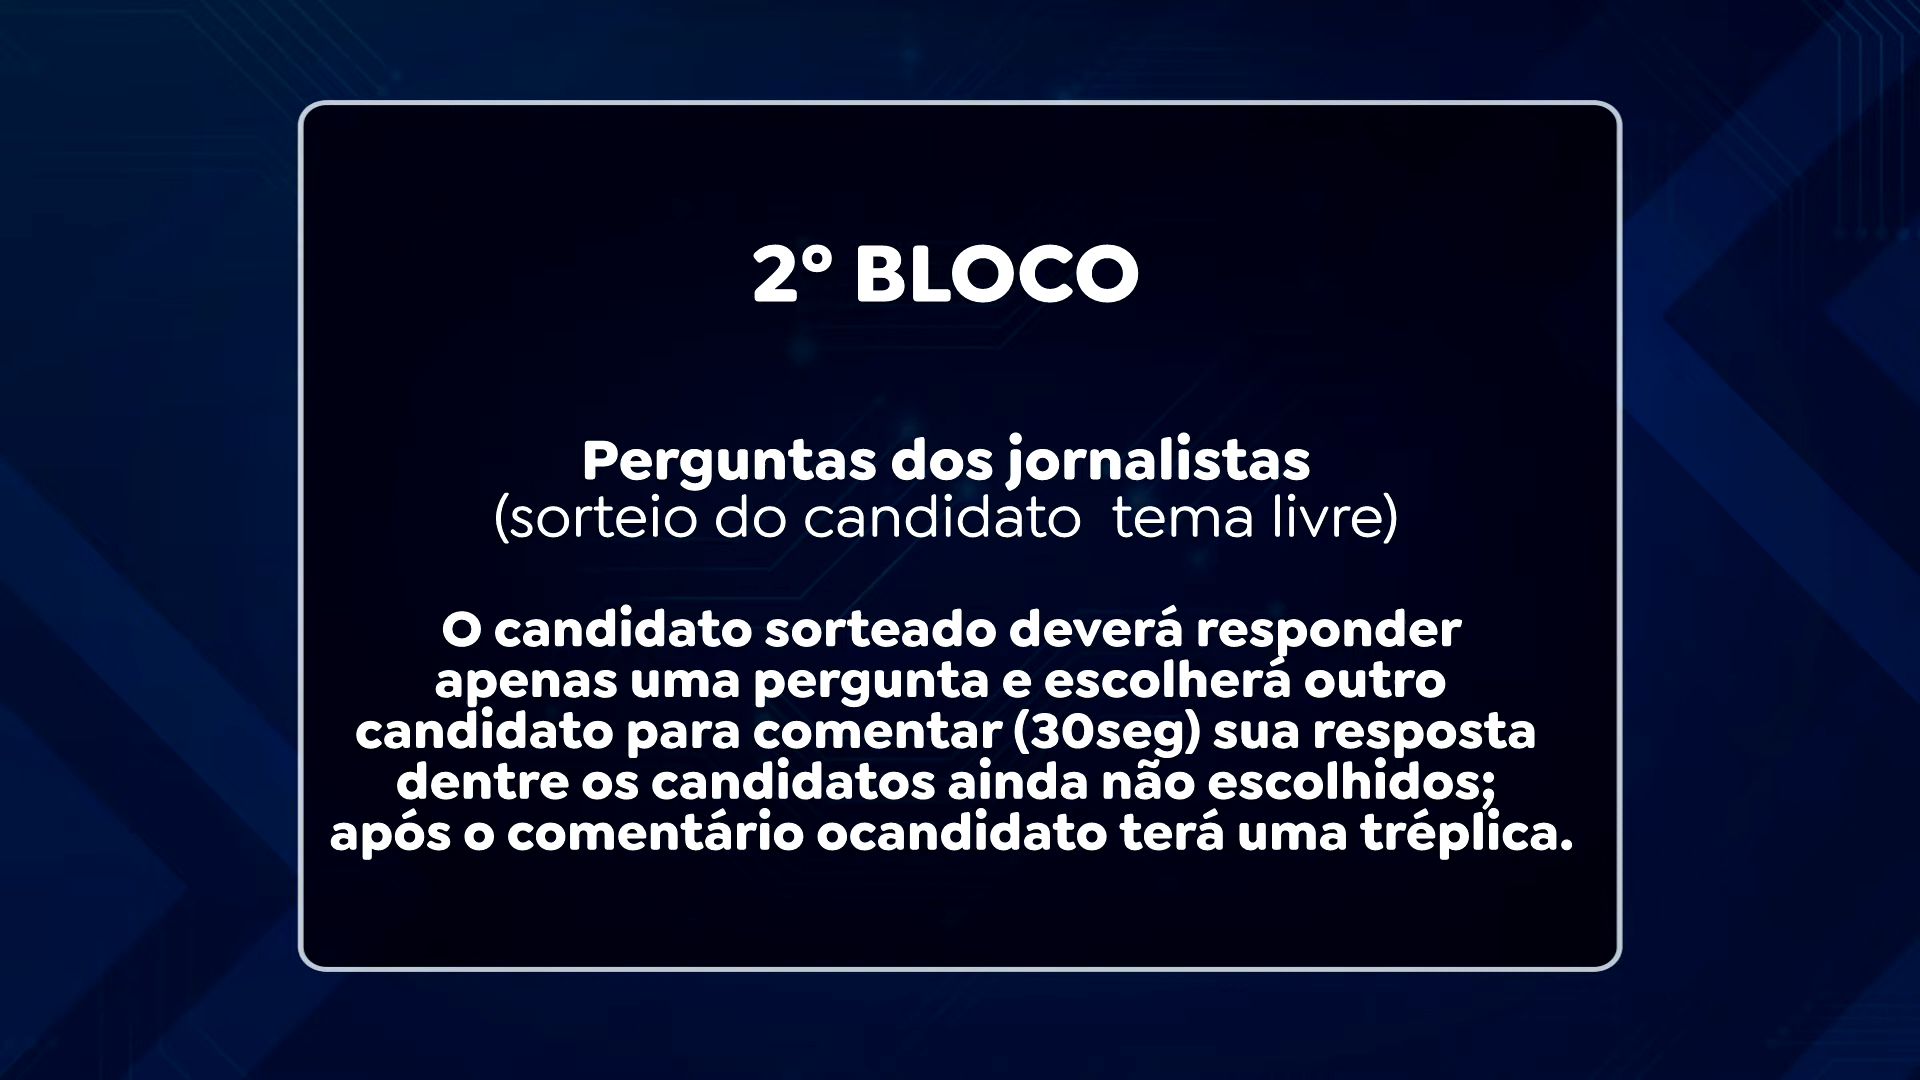 2º BLOCO
Perguntas dos jornalistas
(sorteio do candidato  tema livre)
O candidato sorteado deverá responder
apenas uma pergunta e escolherá outro
candidato para comentar (30seg) sua resposta
dentre os candidatos ainda não escolhidos;
após o comentário ocandidato terá uma tréplica.